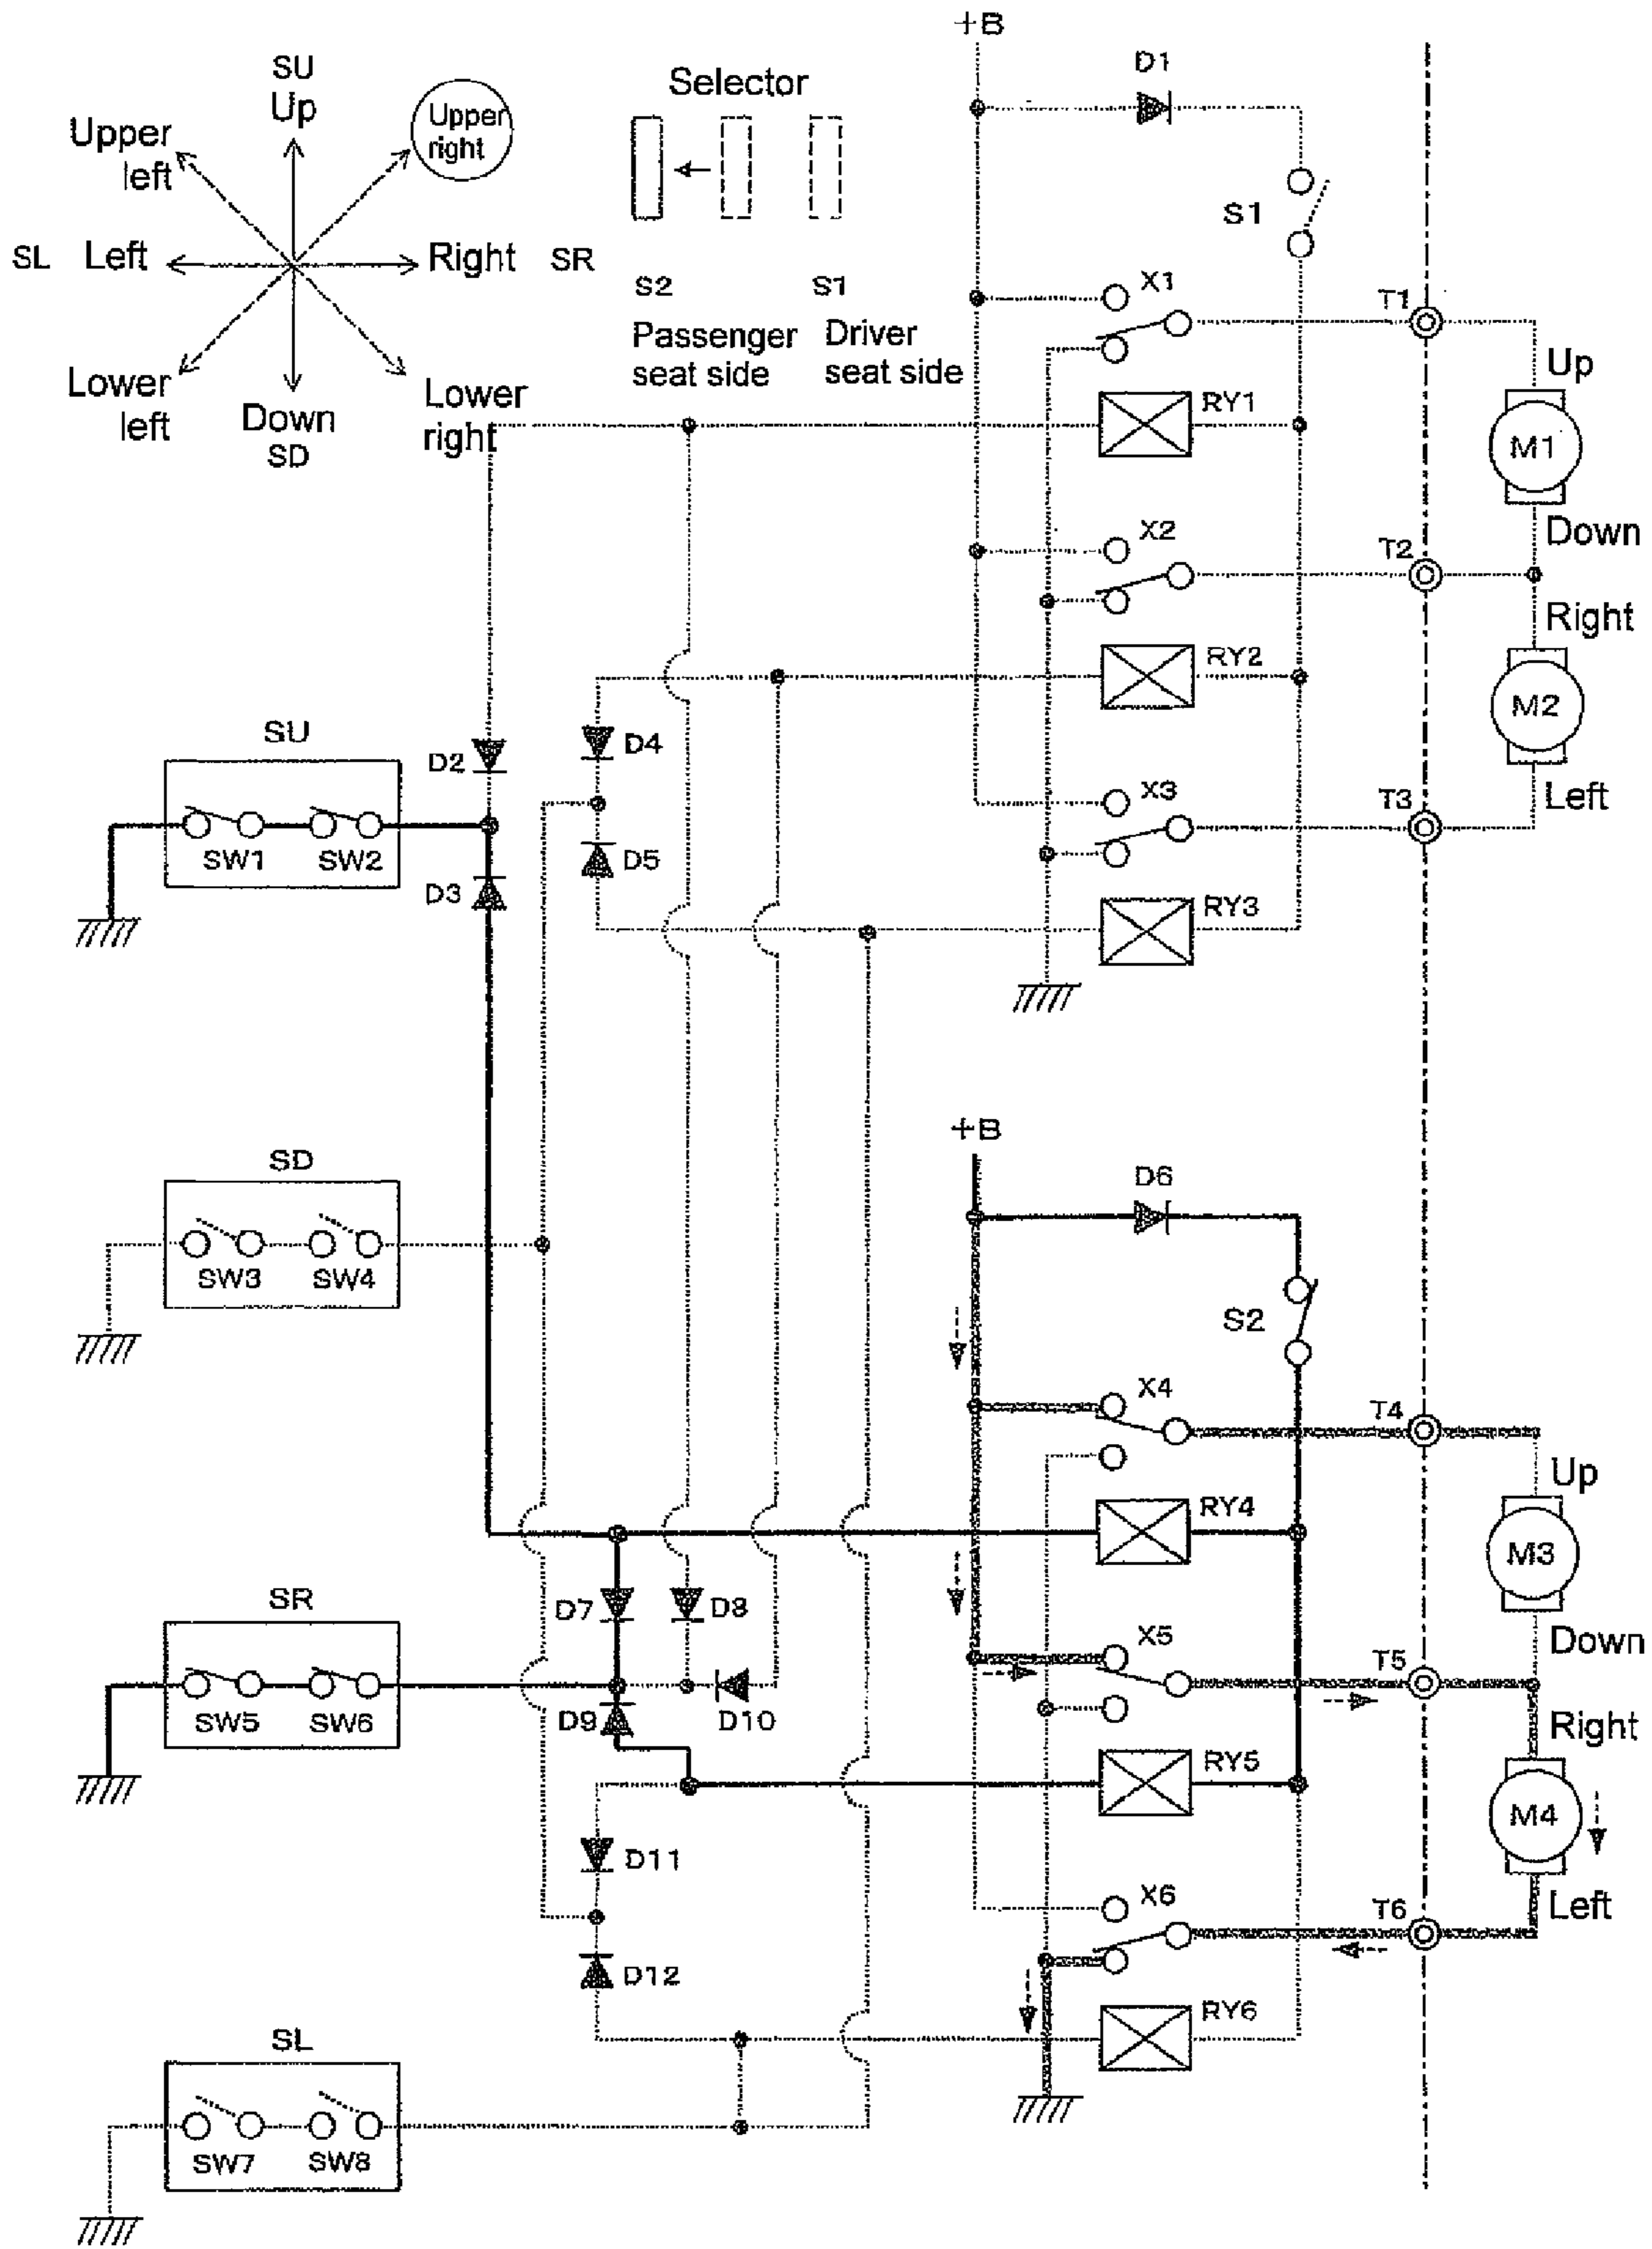 +B
D1
SU
Up
Selector
Upper
left
Upper
right
S1
SL
Left
Right
SR
S2
S1
X1
T1
Passenger
seat side
Driver
seat side
Up
Lower
left
Lower
right
Down
SD
RY1
M1
X2
T2
Down
Right
RY2
M2
SU
D2
D4
X3
T3
Left
SW1
SW2
D5
D3
RY3
+B
SD
D6
SW3
SW4
S2
X4
T4
Up
RY4
M3
SR
D7
D8
X5
T5
Down
SW5
SW6
D9
D10
Right
RY5
M4
D11
X6
T6
Left
D12
RY6
SL
SW7
SW8